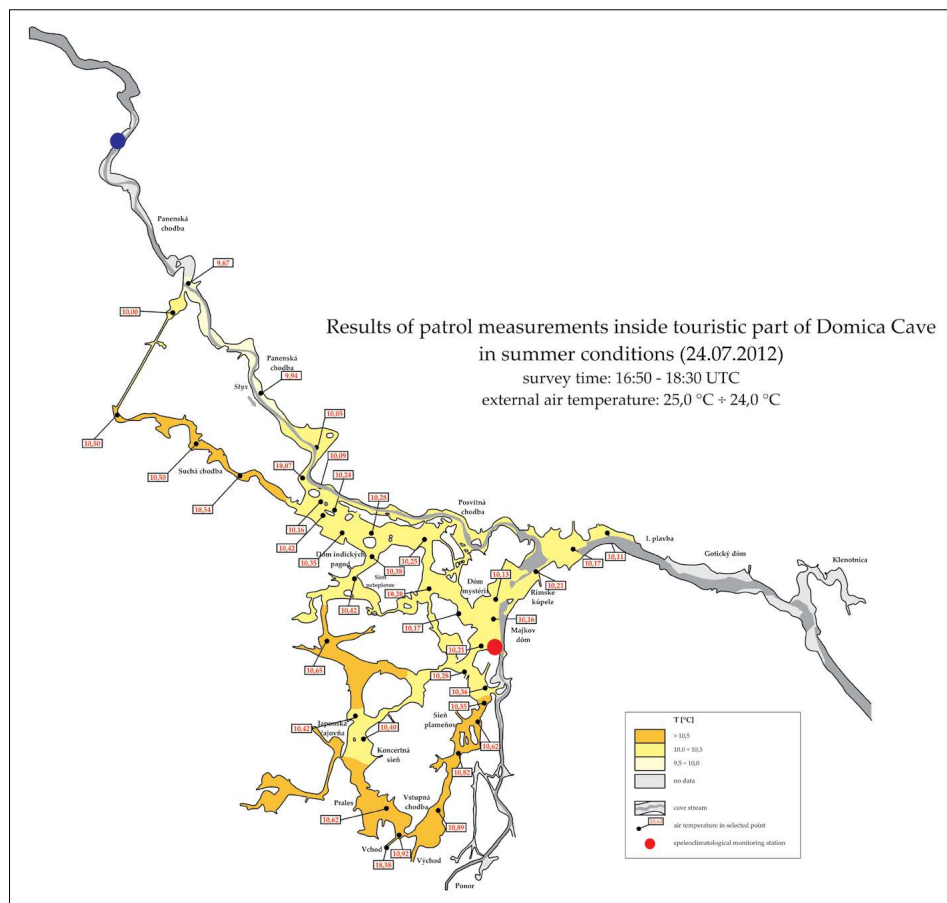 Panenská
chodba
9,67
10,00
Results of patrol measurements inside touristic part of Domica Cave
in summer conditions (24.07.2012)
survey time: 16:50 - 18:30 UTC
external air temperature: 25,0 °C ÷ 24,0 °C
Panenská
chodba
9,94
Styx
10,05
10,50
10,09
10,07
10,24
10,50
Suchá chodba
10,28
Posvitná
chodba
10,54
10,16
I. plavba
10,42
10,25
10,11
Gotický dóm
10,35
Dóm indických
pagod
10,38
10,17
Klenotnica
Sieň
netopierov
10,13
10,21
Dóm
mystérií
Rímske
kúpele
10,20
10,42
10,17
10,16
Majkov
dóm
10,21
10,65
10,28
10,36
10,55
Sieň
plameňov
10,42
Japonská
čajovňa
10,40
10,62
Koncertná
sieň
10,82
Prales
Vstupná
chodba
10,62
10,89
Vchod
10,92
18,58
Východ
Ponor
T [°C]
> 10,5
10,0 ÷ 10,5
9,5 ÷ 10,0
no data
cave stream
air temperature in selected point
speleoclimatological monitoring station